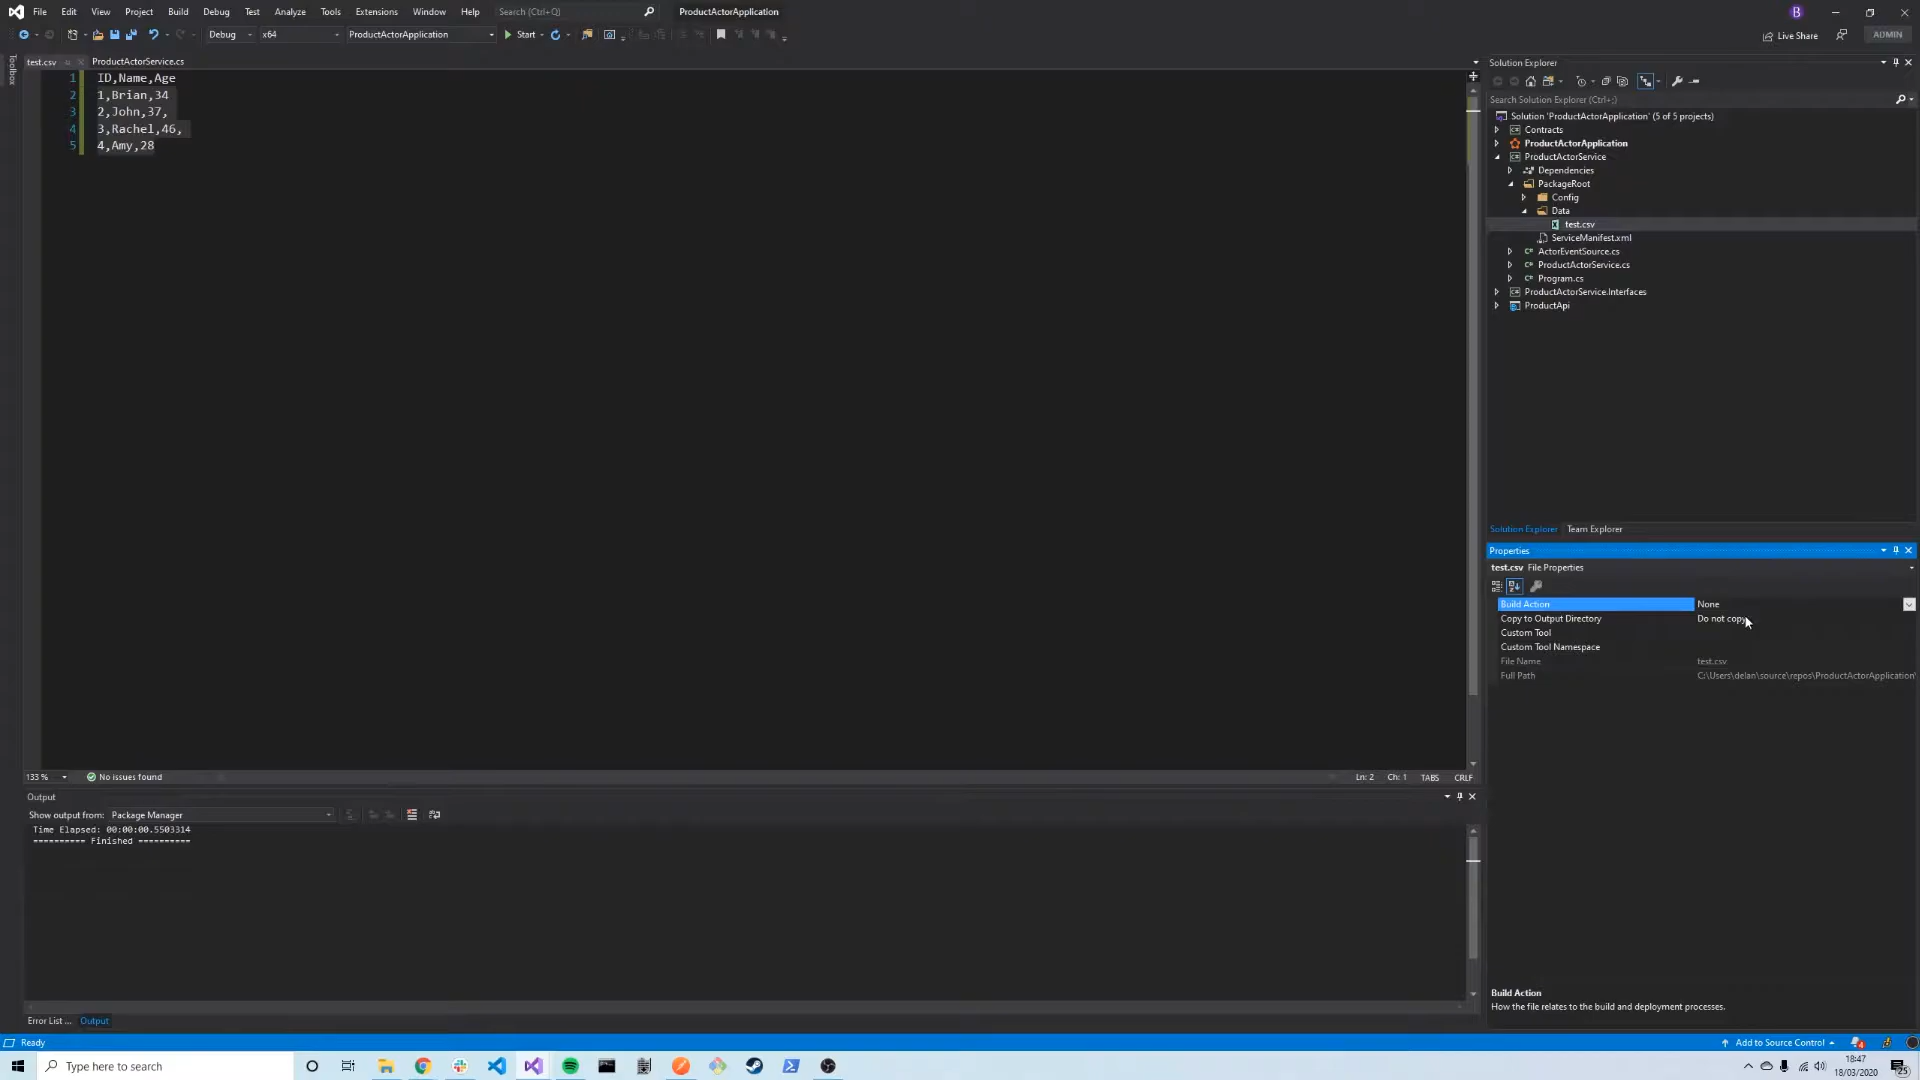 File Edit View Project Build Debug Test Analyze Tools Extensions Window Help Search (Ctrl+Q) ProductActorApplication B
Debug x64 ProductActorApplication Start Live Share ADMIN
Toolbox
test.csv ProductActorService.cs
1 ID,Name,Age
2 1,Brian,34
3 2,John,37,
4 3,Rachel,46,
5 4,Amy,28
133 % No issues found Ln: 2 Ch: 1 TABS CRLF
Output
Show output from: Package Manager
Time Elapsed: 00:00:00.5503314
========== Finished ==========
Error List ... Output
Solution Explorer
Search Solution Explorer (Ctrl+;)
Solution 'ProductActorApplication' (5 of 5 projects)
Contracts
ProductActorApplication
ProductActorService
Dependencies
PackageRoot
Config
Data
test.csv
ServiceManifest.xml
C# ActorEventSource.cs
C# ProductActorService.cs
C# Program.cs
ProductActorService.Interfaces
ProductApi
Solution Explorer Team Explorer
Properties
test.csv File Properties
Build Action None
Copy to Output Directory Do not copy
Custom Tool
Custom Tool Namespace
File Name test.csv
Full Path C:\Users\delan\source\repos\ProductActorApplication\
Build Action
How the file relates to the build and deployment processes.
Ready Add to Source Control 4
Type here to search 18:47
18/03/2020 25